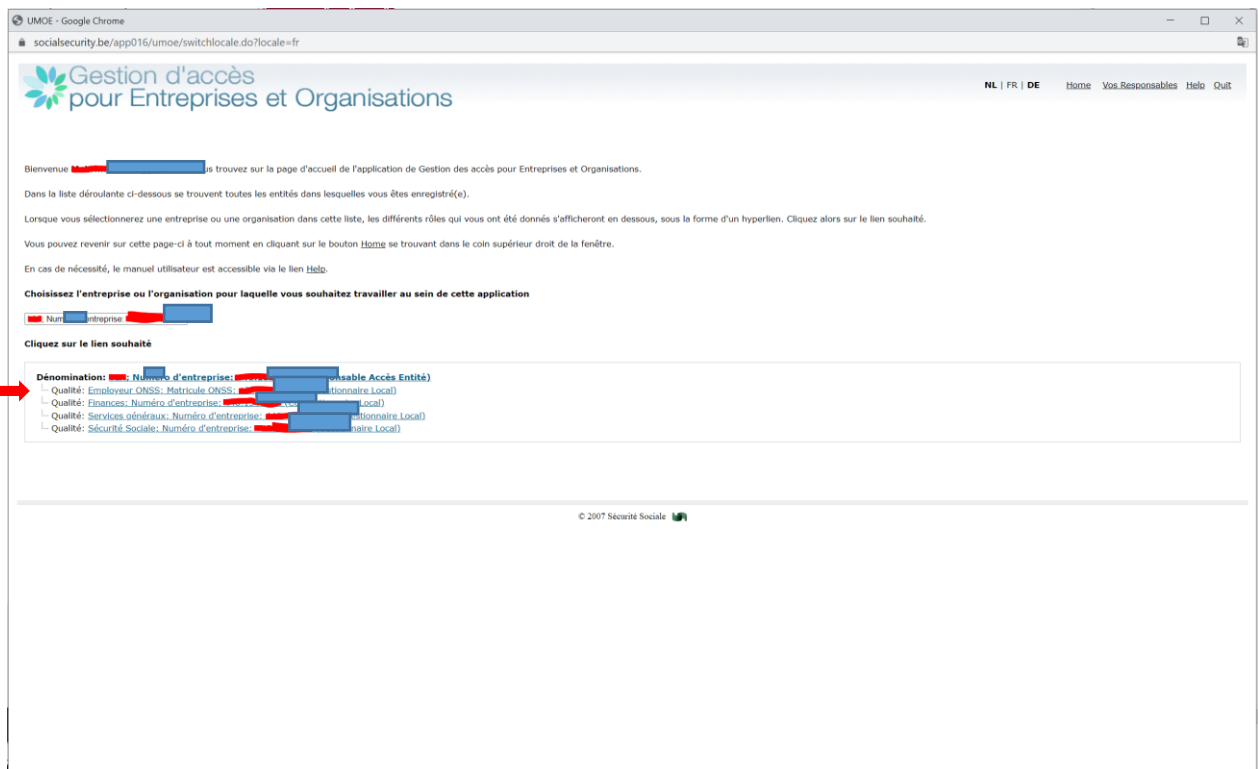 UMOE - Google Chrome
socialsecurity.be/app016/umoe/switchlocale.do?locale=fr
Gestion d'accès
pour Entreprises et Organisations
NL | FR | DE Home Vos Responsables Help Quit
Bienvenue us trouvez sur la page d'accueil de l'application de Gestion des accès pour Entreprises et Organisations.
Dans la liste déroulante ci-dessous se trouvent toutes les entités dans lesquelles vous êtes enregistré(e).
Lorsque vous sélectionnerez une entreprise ou une organisation dans cette liste, les différents rôles qui vous ont été donnés s'afficheront en dessous, sous la forme d'un hyperlien. Cliquez alors sur le lien souhaité.
Vous pouvez revenir sur cette page-ci à tout moment en cliquant sur le bouton Home se trouvant dans le coin supérieur droit de la fenêtre.
En cas de nécessité, le manuel utilisateur est accessible via le lien Help.
Choisissez l'entreprise ou l'organisation pour laquelle vous souhaitez travailler au sein de cette application
; Num entreprise:
Cliquez sur le lien souhaité
Dénomination: ; Numéro d'entreprise: onsable Accès Entité)
Qualité: Employeur ONSS; Matricule ONSS: tionnaire Local)
Qualité: Finances; Numéro d'entreprise: Local)
Qualité: Services généraux; Numéro d'entreprise: estionnaire Local)
Qualité: Sécurité Sociale; Numéro d'entreprise: naire Local)
© 2007 Sécurité Sociale